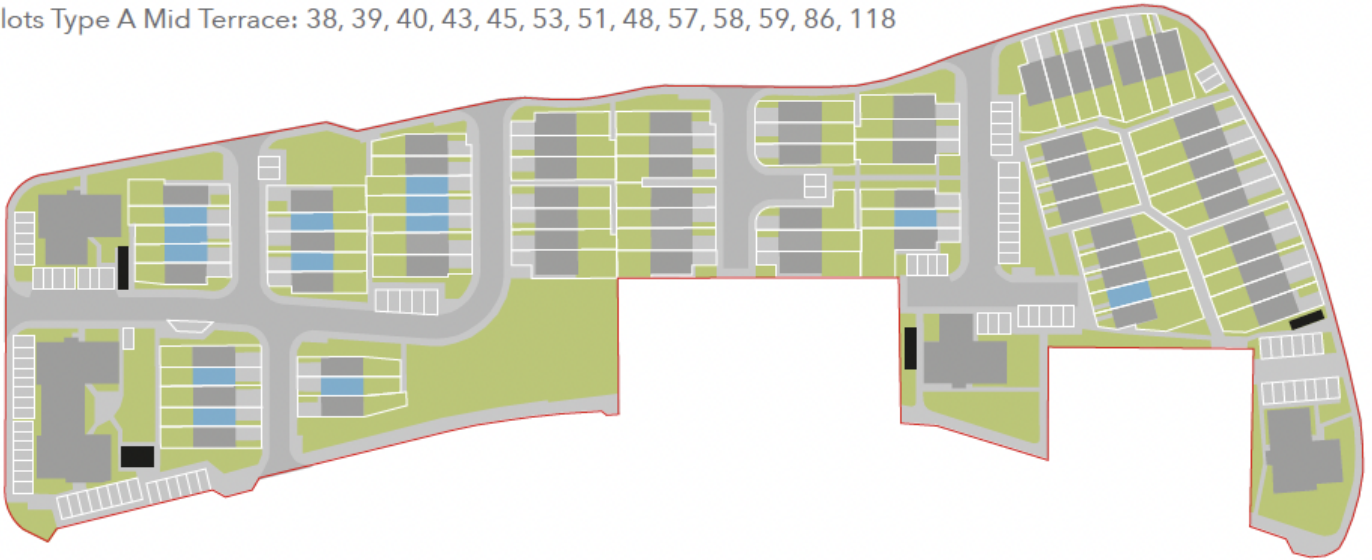 lots Type A Mid Terrace: 38, 39, 40, 43, 45, 53, 51, 48, 57, 58, 59, 86, 118